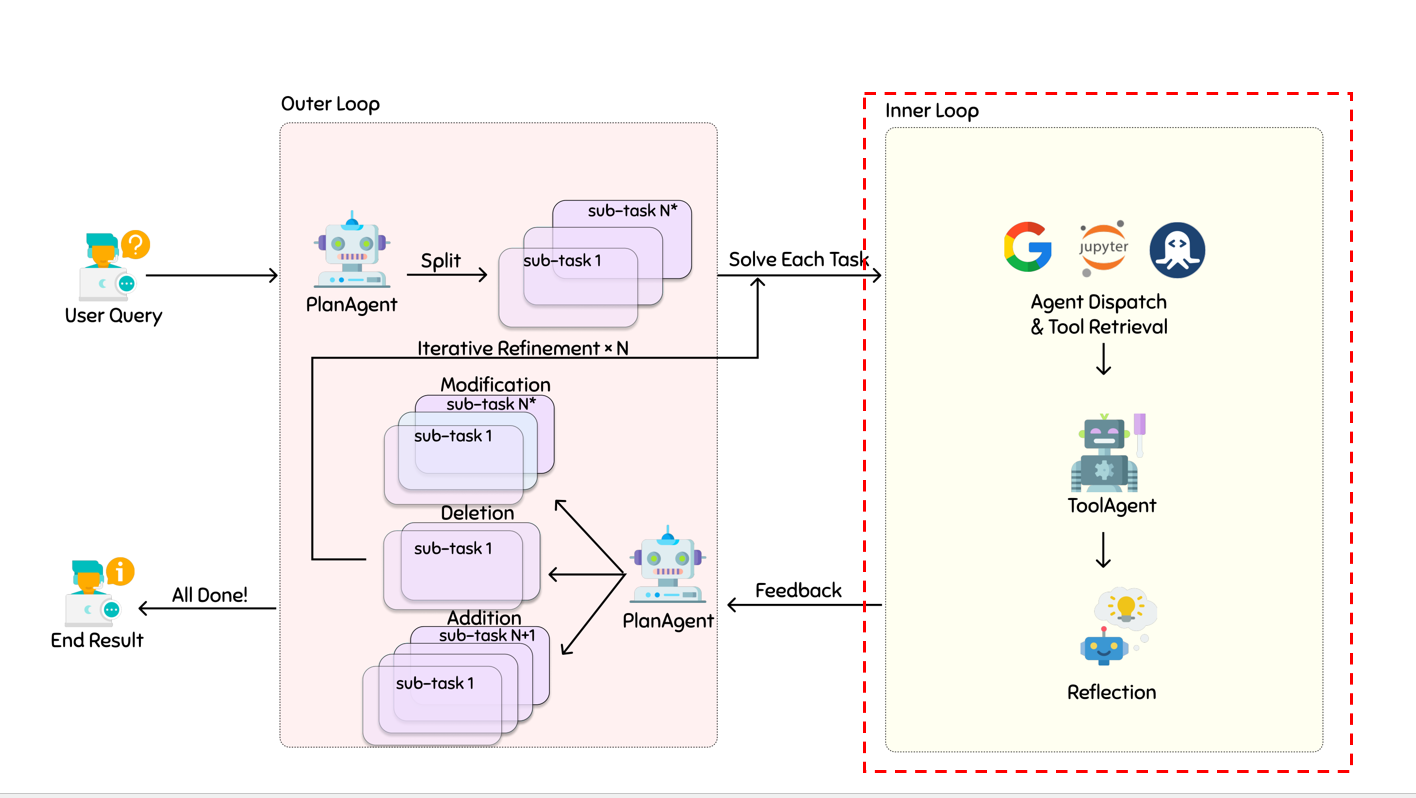 Outer Loop
Inner Loop
User Query
PlanAgent
Split
sub-task N*
sub-task 1
Solve Each Task
Iterative Refinement × N
Modification
sub-task N*
sub-task 1
Deletion
sub-task 1
Addition
sub-task N+1
sub-task 1
PlanAgent
Feedback
All Done!
End Result
jupyter
Agent Dispatch
& Tool Retrieval
ToolAgent
Reflection